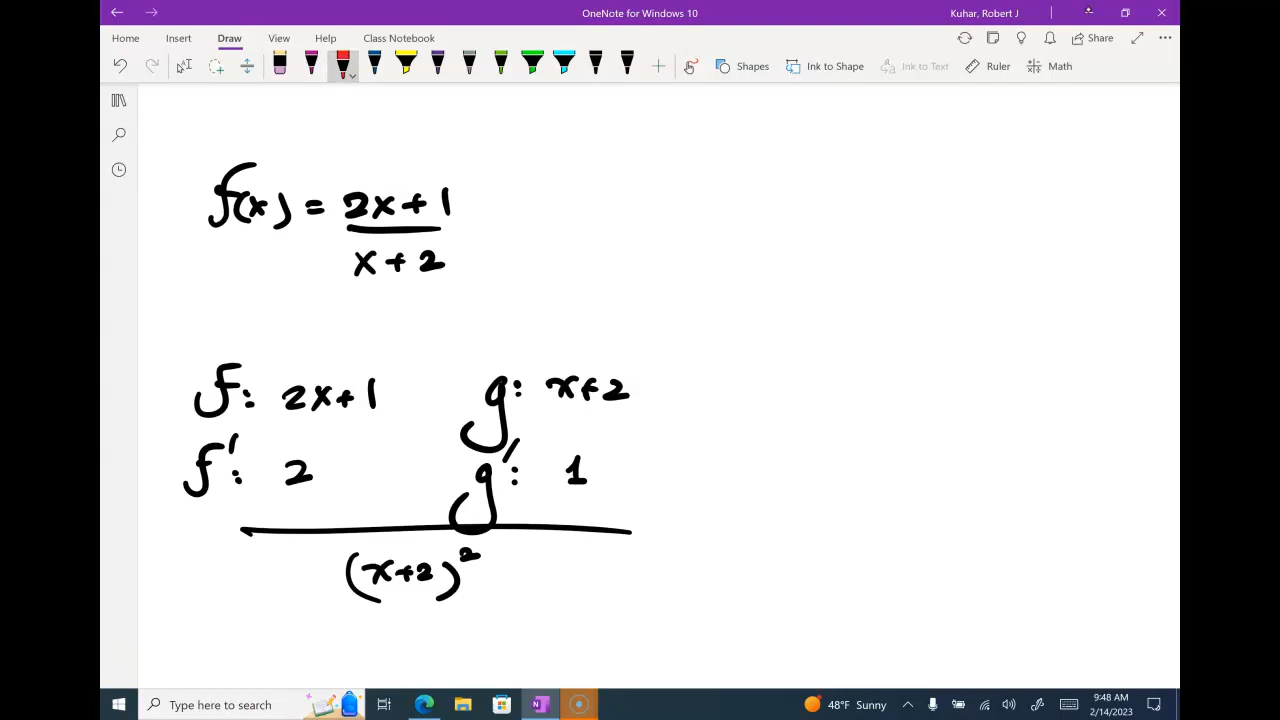 OneNote for Windows 10
Kuhar, Robert J
Home Insert Draw View Help Class Notebook
Share
Shapes Ink to Shape Ink to Text Ruler Math
f(x) = 2x+1
x+2
f: 2x+1 g: x+2
f': 2 g': 1
(x+2)²
Type here to search
48°F Sunny
9:48 AM
2/14/2023